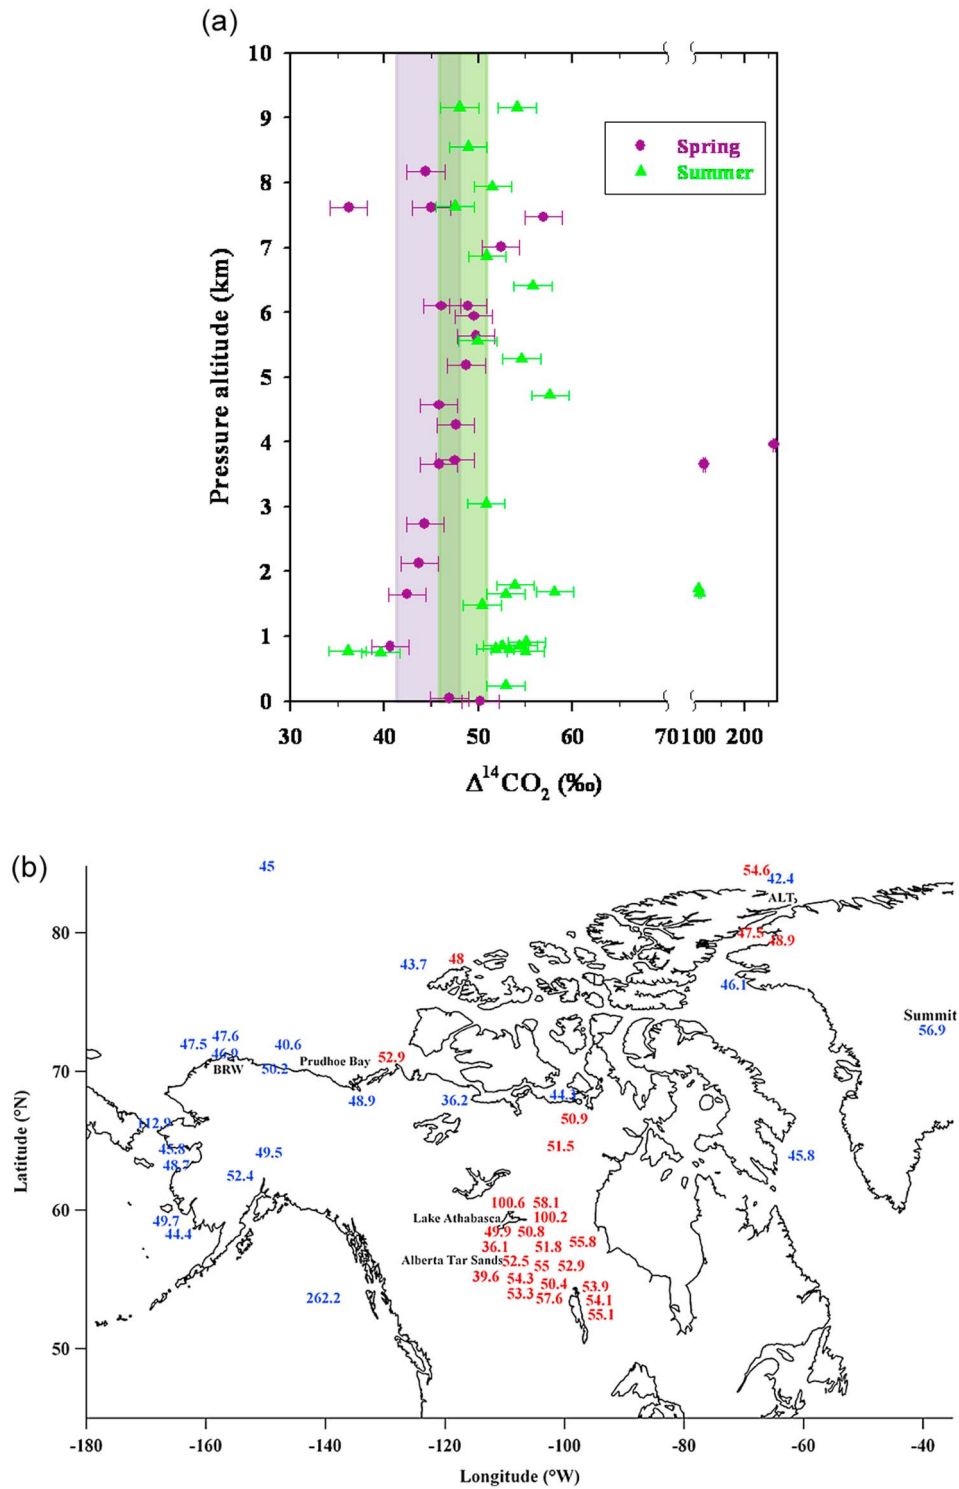 (a)
10
9
8
7
6
5
4
3
2
1
0
Pressure altitude (km)
Spring
Summer
30 40 50 60 70 100 200
Δ¹⁴CO₂ (‰)
(b)
45
54.6
42.4
ALT
80
47.5 48.9
43.7 48
46.1
Summit
56.9
47.6
47.5 40.6
46.9
BRW
Prudhoe Bay 52.9
50.2
70
48.9 36.2 44.3
50.9
112.9
45.8
48.7
49.5
51.5
45.8
52.4
100.6 58.1
60
49.7
Lake Athabasca 100.2
44.4
49.9 50.8
36.1 51.8 55.8
Alberta Tar Sands 52.5 55 52.9
39.6 54.3 50.4 53.9
262.2
53.3 57.6 54.1
55.1
50
Latitude (°N)
-180 -160 -140 -120 -100 -80 -60 -40
Longitude (°W)